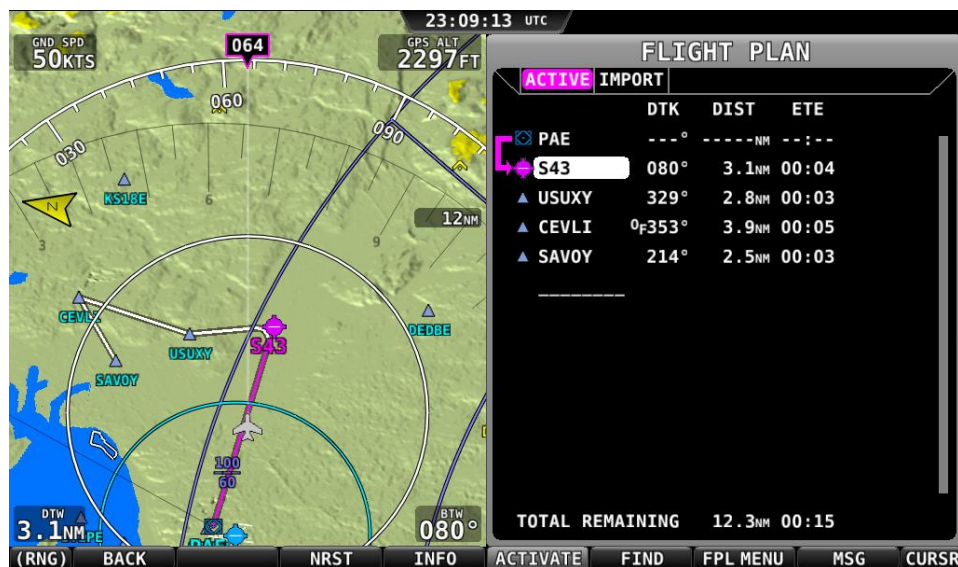 23:09:13 UTC
GND SPD
50KTS
064
GPS ALT
2297FT
060
030
090
KS18E
6
N
12NM
3
9
CEVLI
USUXY
S43
DEDBE
SAVOY
100
60
DTW
3.1NM
BTW
080°
FLIGHT PLAN
ACTIVE IMPORT
DTK DIST ETE
PAE ---° -----NM --:--
S43 080° 3.1NM 00:04
USUXY 329° 2.8NM 00:03
CEVLI OF353° 3.9NM 00:05
SAVOY 214° 2.5NM 00:03
________
TOTAL REMAINING 12.3NM 00:15
(RNG) BACK NRST INFO ACTIVATE FIND FPL MENU MSG CURSR